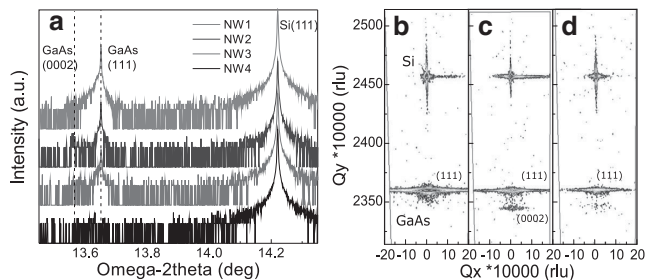 a
GaAs
(0002)
GaAs
(111)
NW1
NW2
NW3
NW4
Si(111)
Intensity (a.u.)
13.6 13.8 14.0 14.2
Omega-2theta (deg)
b c d
2500
2450
2400
2350
Qy *10000 (rlu)
Si
(111) (111) (111)
GaAs
(0002)
-20 -10 0 10 20 -10 0 10 20 -10 0 10 20
Qx *10000 (rlu)